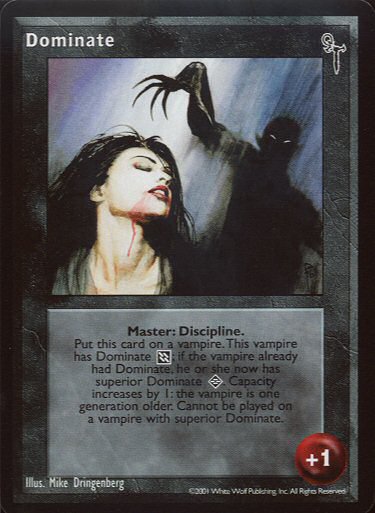 Dominate
Master: Discipline.
Put this card on a vampire. This vampire
has Dominate ; if the vampire already
had Dominate, he or she now has
superior Dominate . Capacity
increases by 1: the vampire is one
generation older. Cannot be played on
a vampire with superior Dominate.
+1
Illus. Mike Dringenberg
©2001 White Wolf Publishing, Inc. All Rights Reserved.